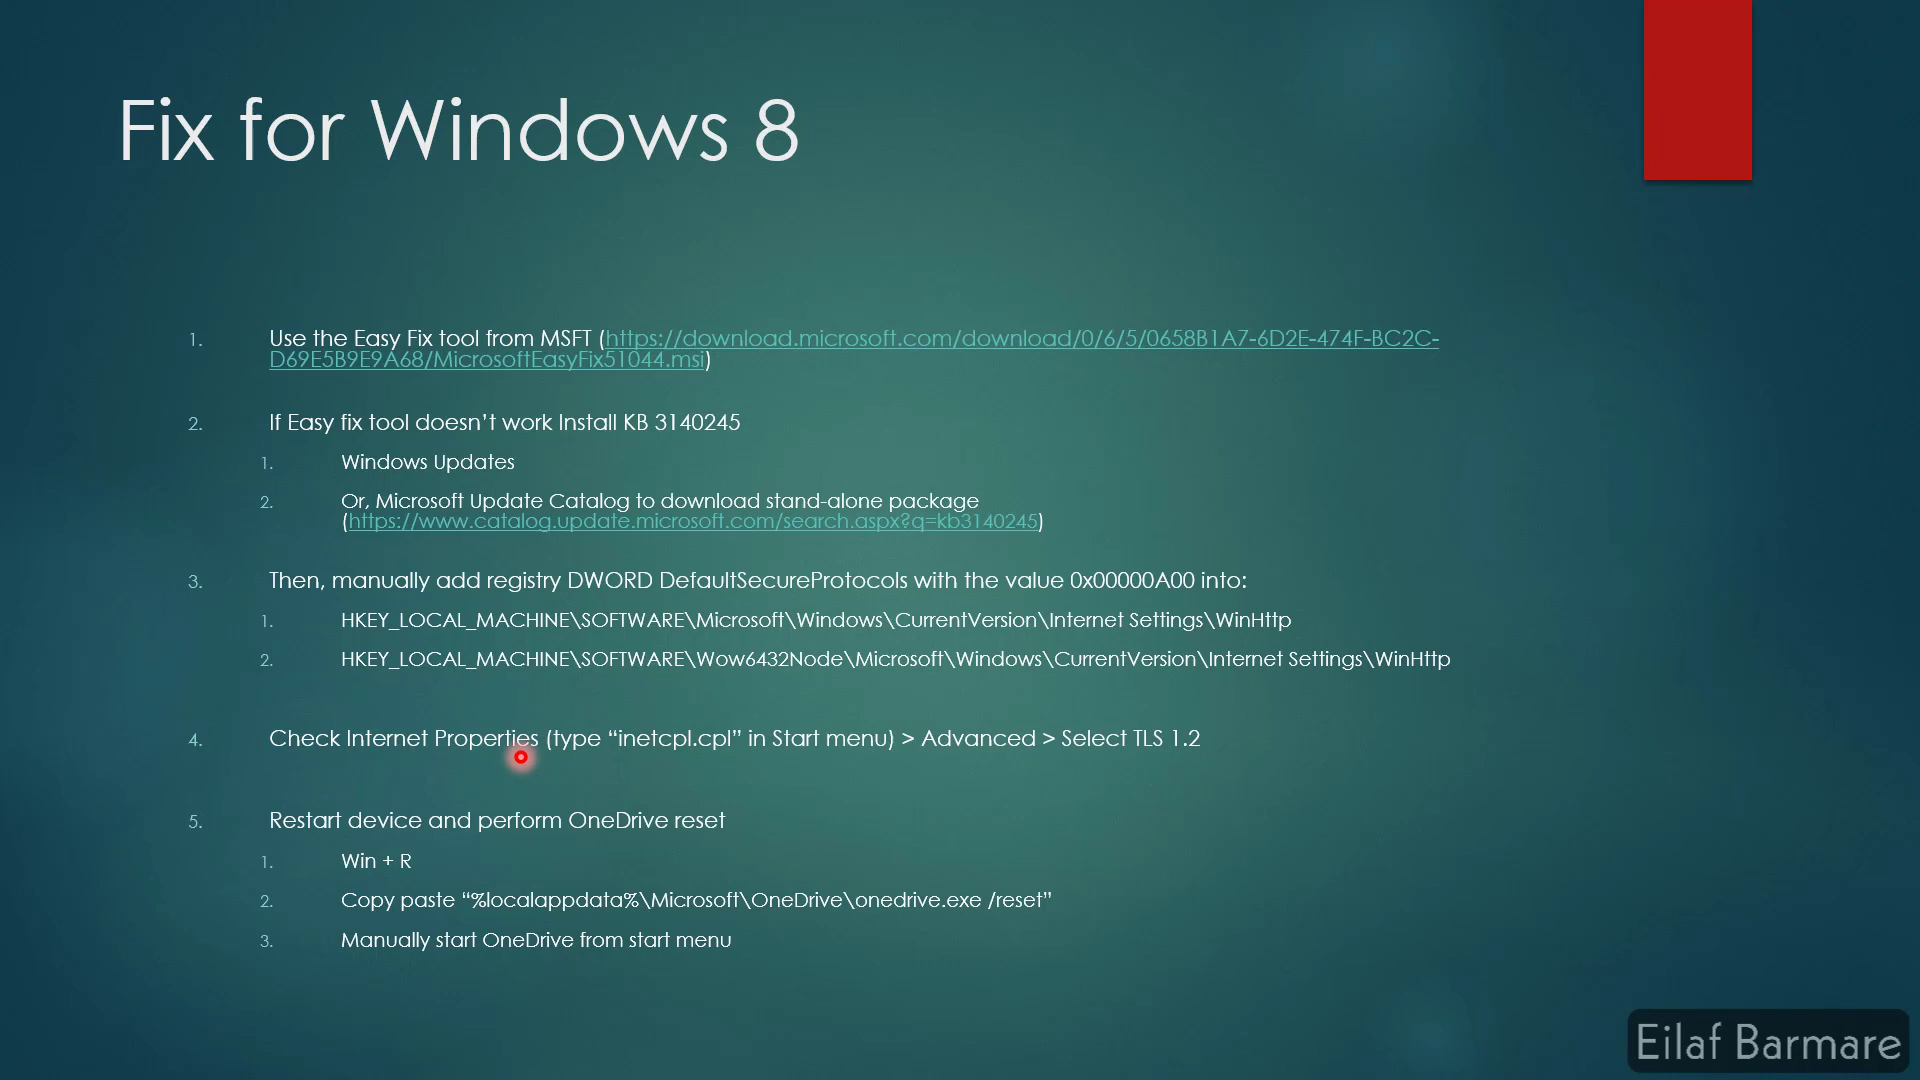 Fix for Windows 8
1. Use the Easy Fix tool from MSFT (https://download.microsoft.com/download/0/6/5/0658B1A7-6D2E-474F-BC2C-
D69E5B9E9A68/MicrosoftEasyFix51044.msi)
2. If Easy fix tool doesn’t work Install KB 3140245
1. Windows Updates
2. Or, Microsoft Update Catalog to download stand-alone package
(https://www.catalog.update.microsoft.com/search.aspx?q=kb3140245)
3. Then, manually add registry DWORD DefaultSecureProtocols with the value 0x00000A00 into:
1. HKEY_LOCAL_MACHINE\SOFTWARE\Microsoft\Windows\CurrentVersion\Internet Settings\WinHttp
2. HKEY_LOCAL_MACHINE\SOFTWARE\Wow6432Node\Microsoft\Windows\CurrentVersion\Internet Settings\WinHttp
4. Check Internet Properties (type “inetcpl.cpl” in Start menu) > Advanced > Select TLS 1.2
5. Restart device and perform OneDrive reset
1. Win + R
2. Copy paste “%localappdata%\Microsoft\OneDrive\onedrive.exe /reset”
3. Manually start OneDrive from start menu
Eilaf Barmare